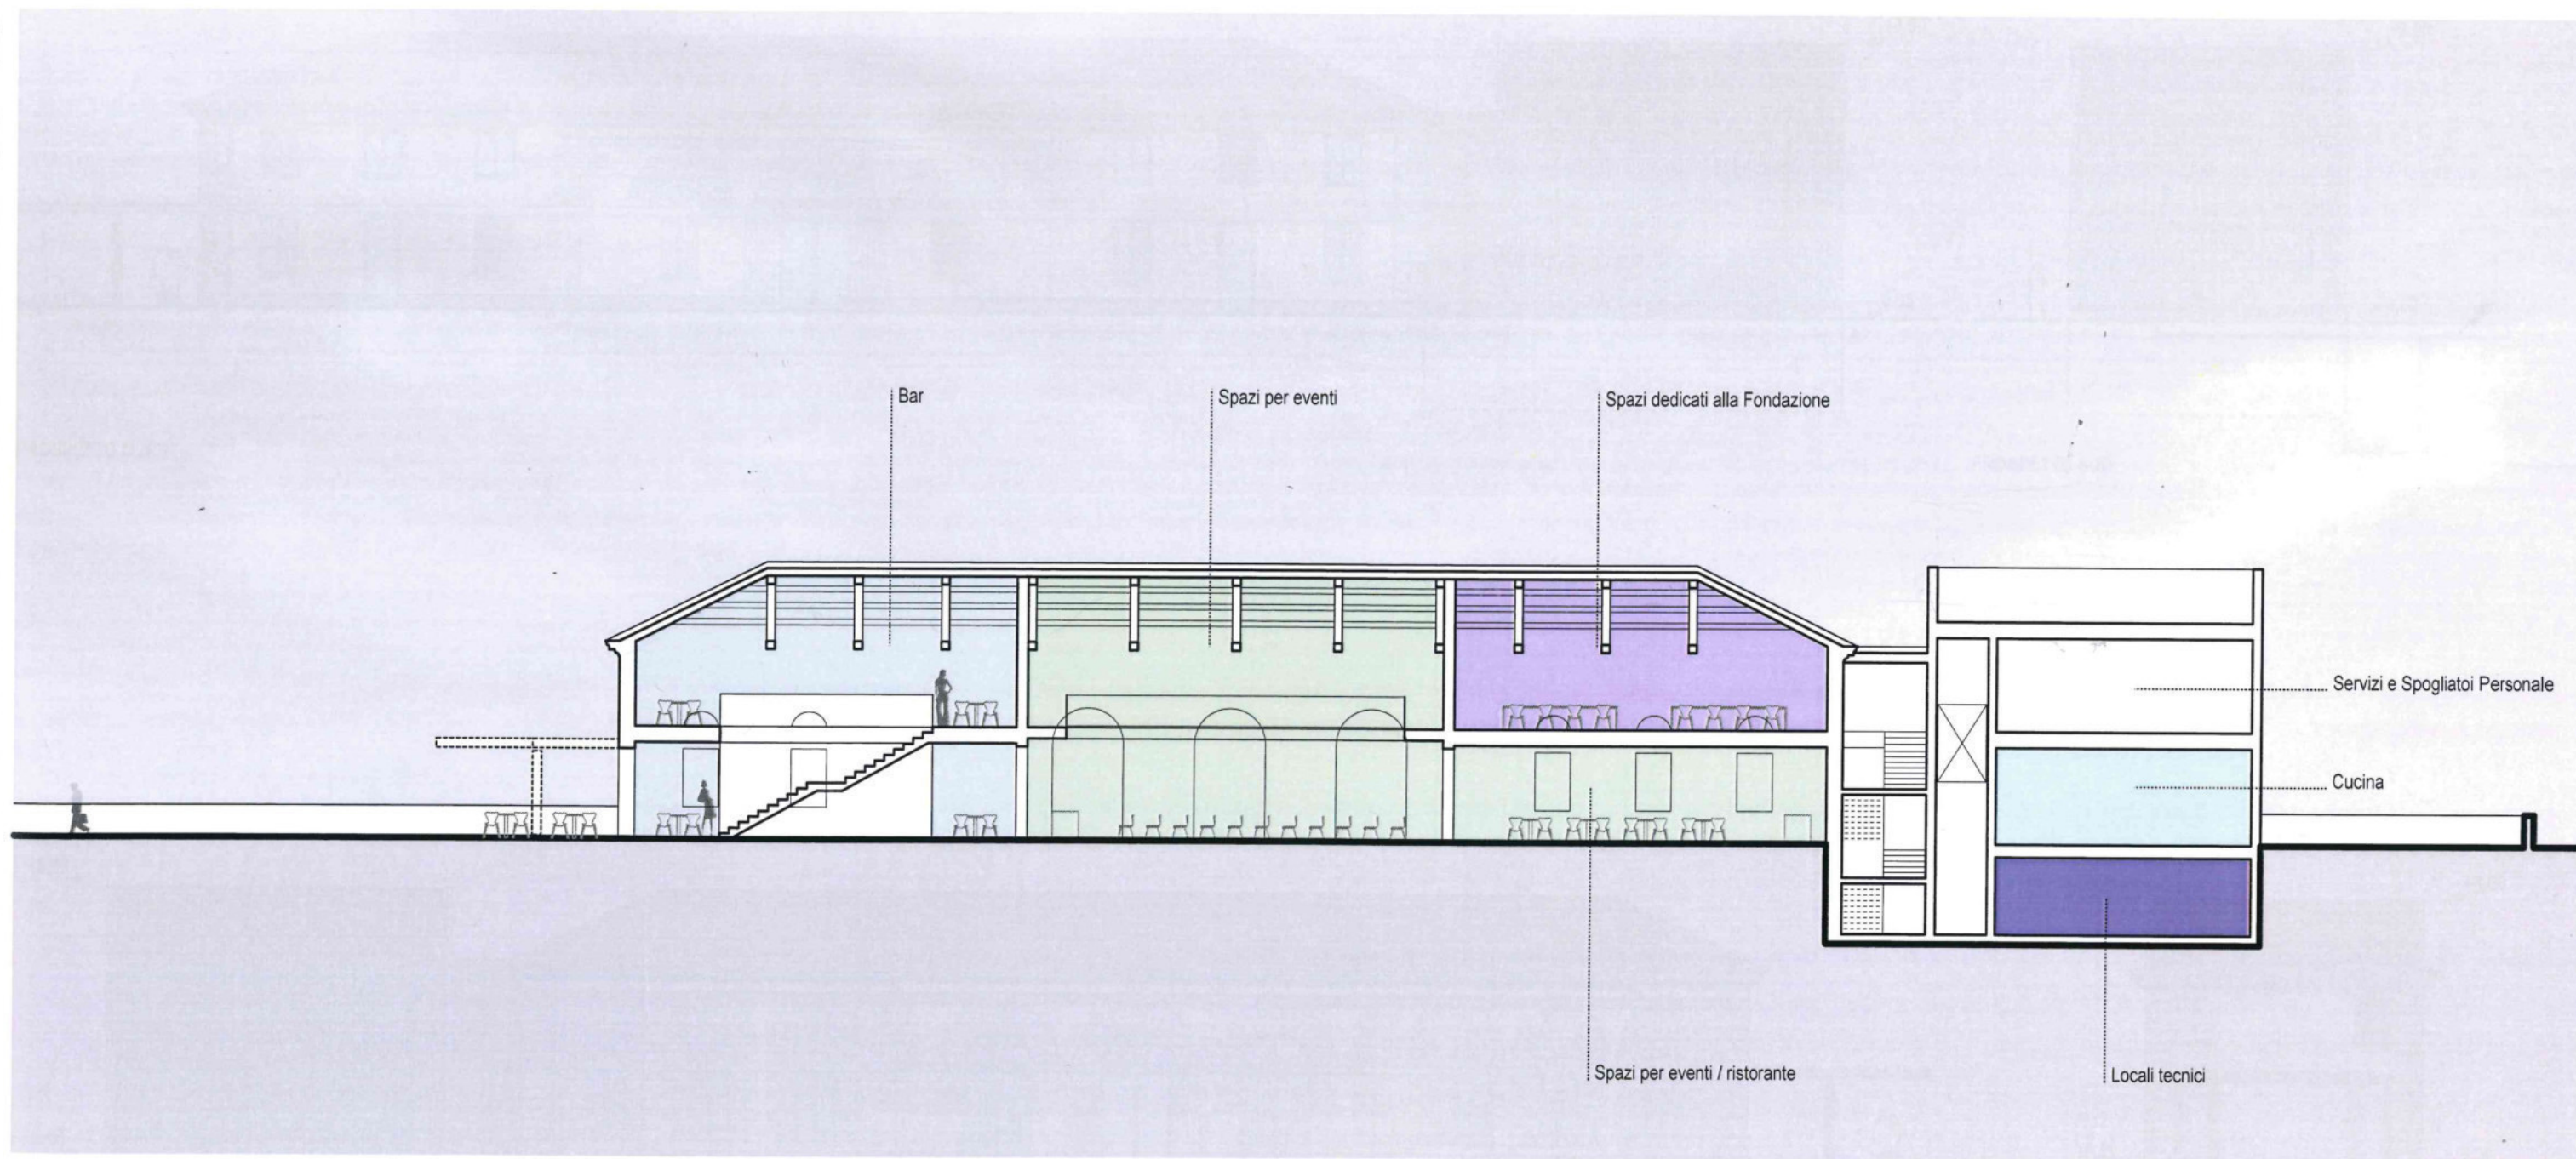 Bar
Spazi per eventi
Spazi dedicati alla Fondazione
Servizi e Spogliatoi Personale
Cucina
Spazi per eventi / ristorante
Locali tecnici